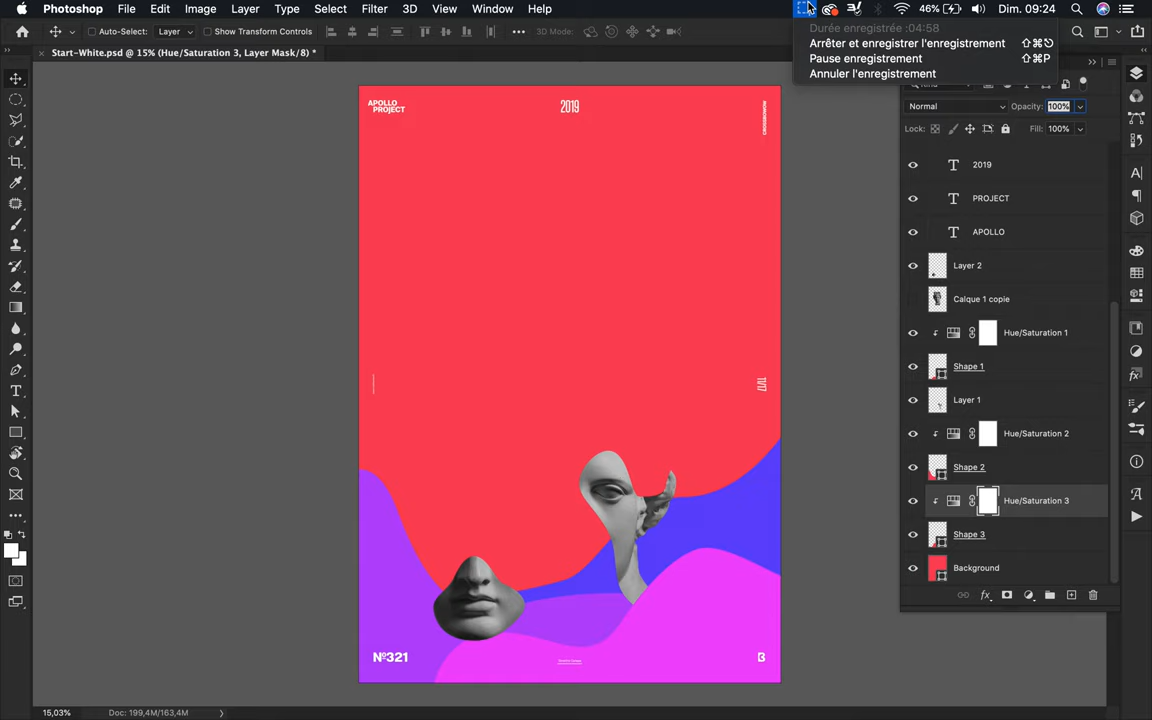 Photoshop File Edit Image Layer Type Select Filter 3D View Window Help 46% Dim. 09:24
Durée enregistrée :04:58
Arrêter et enregistrer l'enregistrement ⇧⌘⎋
Pause enregistrement ⇧⌘P
Annuler l'enregistrement
Auto-Select: Layer Show Transform Controls 3D Mode:
Start-White.psd @ 15% (Hue/Saturation 3, Layer Mask/8) *
Normal Opacity: 100%
Lock: Fill: 100%
APOLLO
PROJECT
2019
11/17
Nº321
2019
PROJECT
APOLLO
Layer 2
Calque 1 copie
Hue/Saturation 1
Shape 1
Layer 1
Hue/Saturation 2
Shape 2
Hue/Saturation 3
Shape 3
Background
15,03% Doc: 199,4M/163,4M